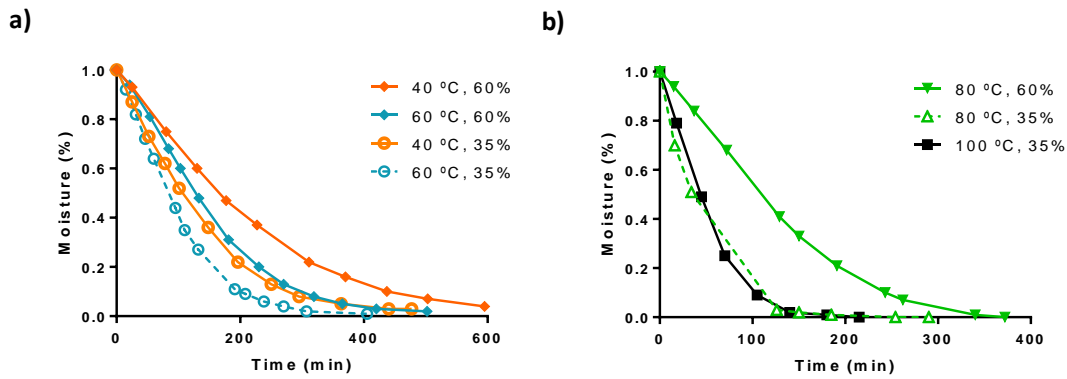 a)
1.0
0.8
0.6
0.4
0.2
0.0
Moisture (%)
0
200
400
600
Time (min)
40 ºC, 60%
60 ºC, 60%
40 ºC, 35%
60 ºC, 35%
b)
1.0
0.8
0.6
0.4
0.2
0.0
Moisture (%)
0
100
200
300
400
Time (min)
80 ºC, 60%
80 ºC, 35%
100 ºC, 35%